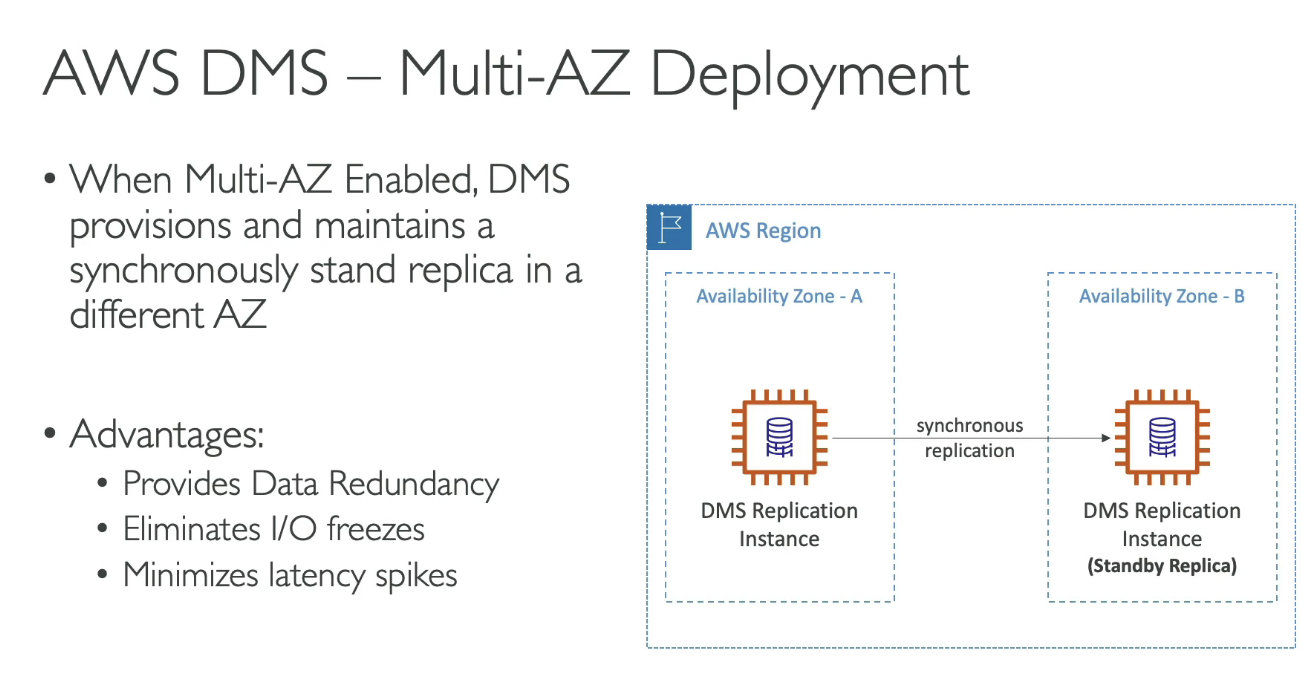 AWS DMS – Multi-AZ Deployment
• When Multi-AZ Enabled, DMS
provisions and maintains a
synchronously stand replica in a
different AZ
• Advantages:
• Provides Data Redundancy
• Eliminates I/O freezes
• Minimizes latency spikes
AWS Region
Availability Zone - A
Availability Zone - B
synchronous
replication
DMS Replication
Instance
DMS Replication
Instance
(Standby Replica)